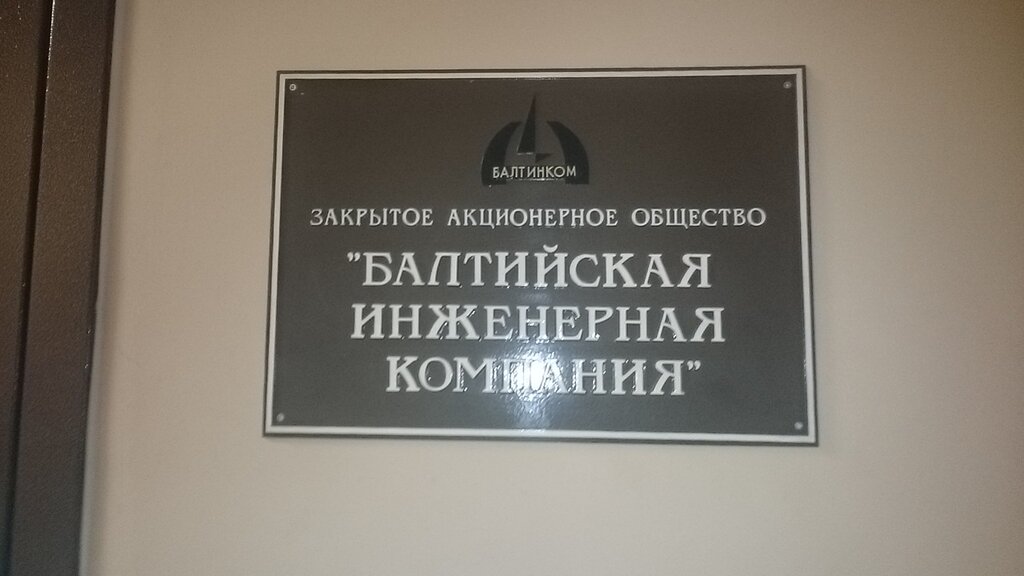 БАЛТИНКОМ
ЗАКРЫТОЕ АКЦИОНЕРНОЕ ОБЩЕСТВО
"БАЛТИЙСКАЯ
ИНЖЕНЕРНАЯ
КОМПАНИЯ"